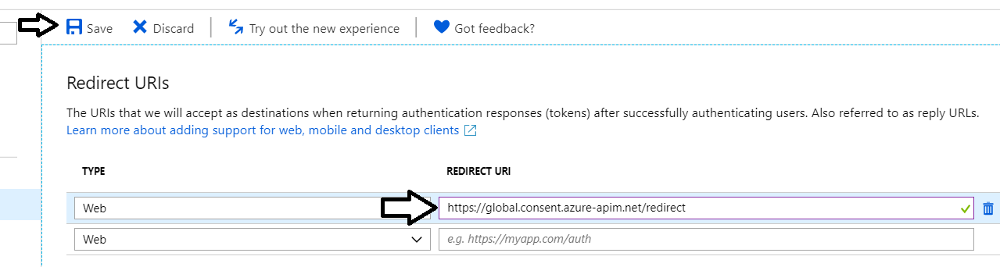 Save Discard Try out the new experience Got feedback?
Redirect URIs
The URIs that we will accept as destinations when returning authentication responses (tokens) after successfully authenticating users. Also referred to as reply URLs.
Learn more about adding support for web, mobile and desktop clients
TYPE REDIRECT URI
Web https://global.consent.azure-apim.net/redirect
Web e.g. https://myapp.com/auth